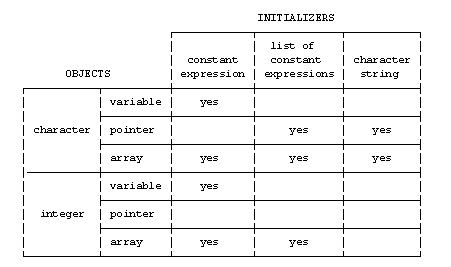 INITIALIZERS
list of
constant constant character
OBJECTS expression expressions string
variable yes
character pointer yes yes
array yes yes yes
variable yes
integer pointer
array yes yes